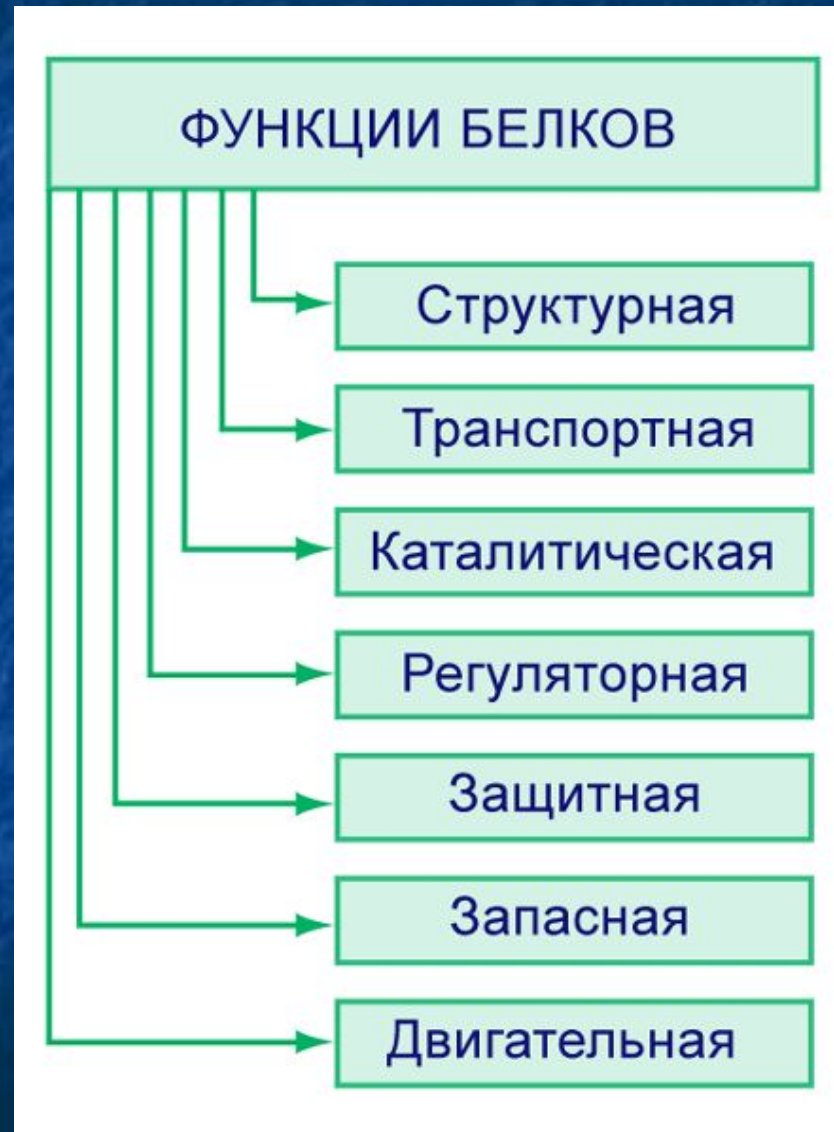 ФУНКЦИИ БЕЛКОВ
Структурная
Транспортная
Каталитическая
Регуляторная
Защитная
Запасная
Двигательная